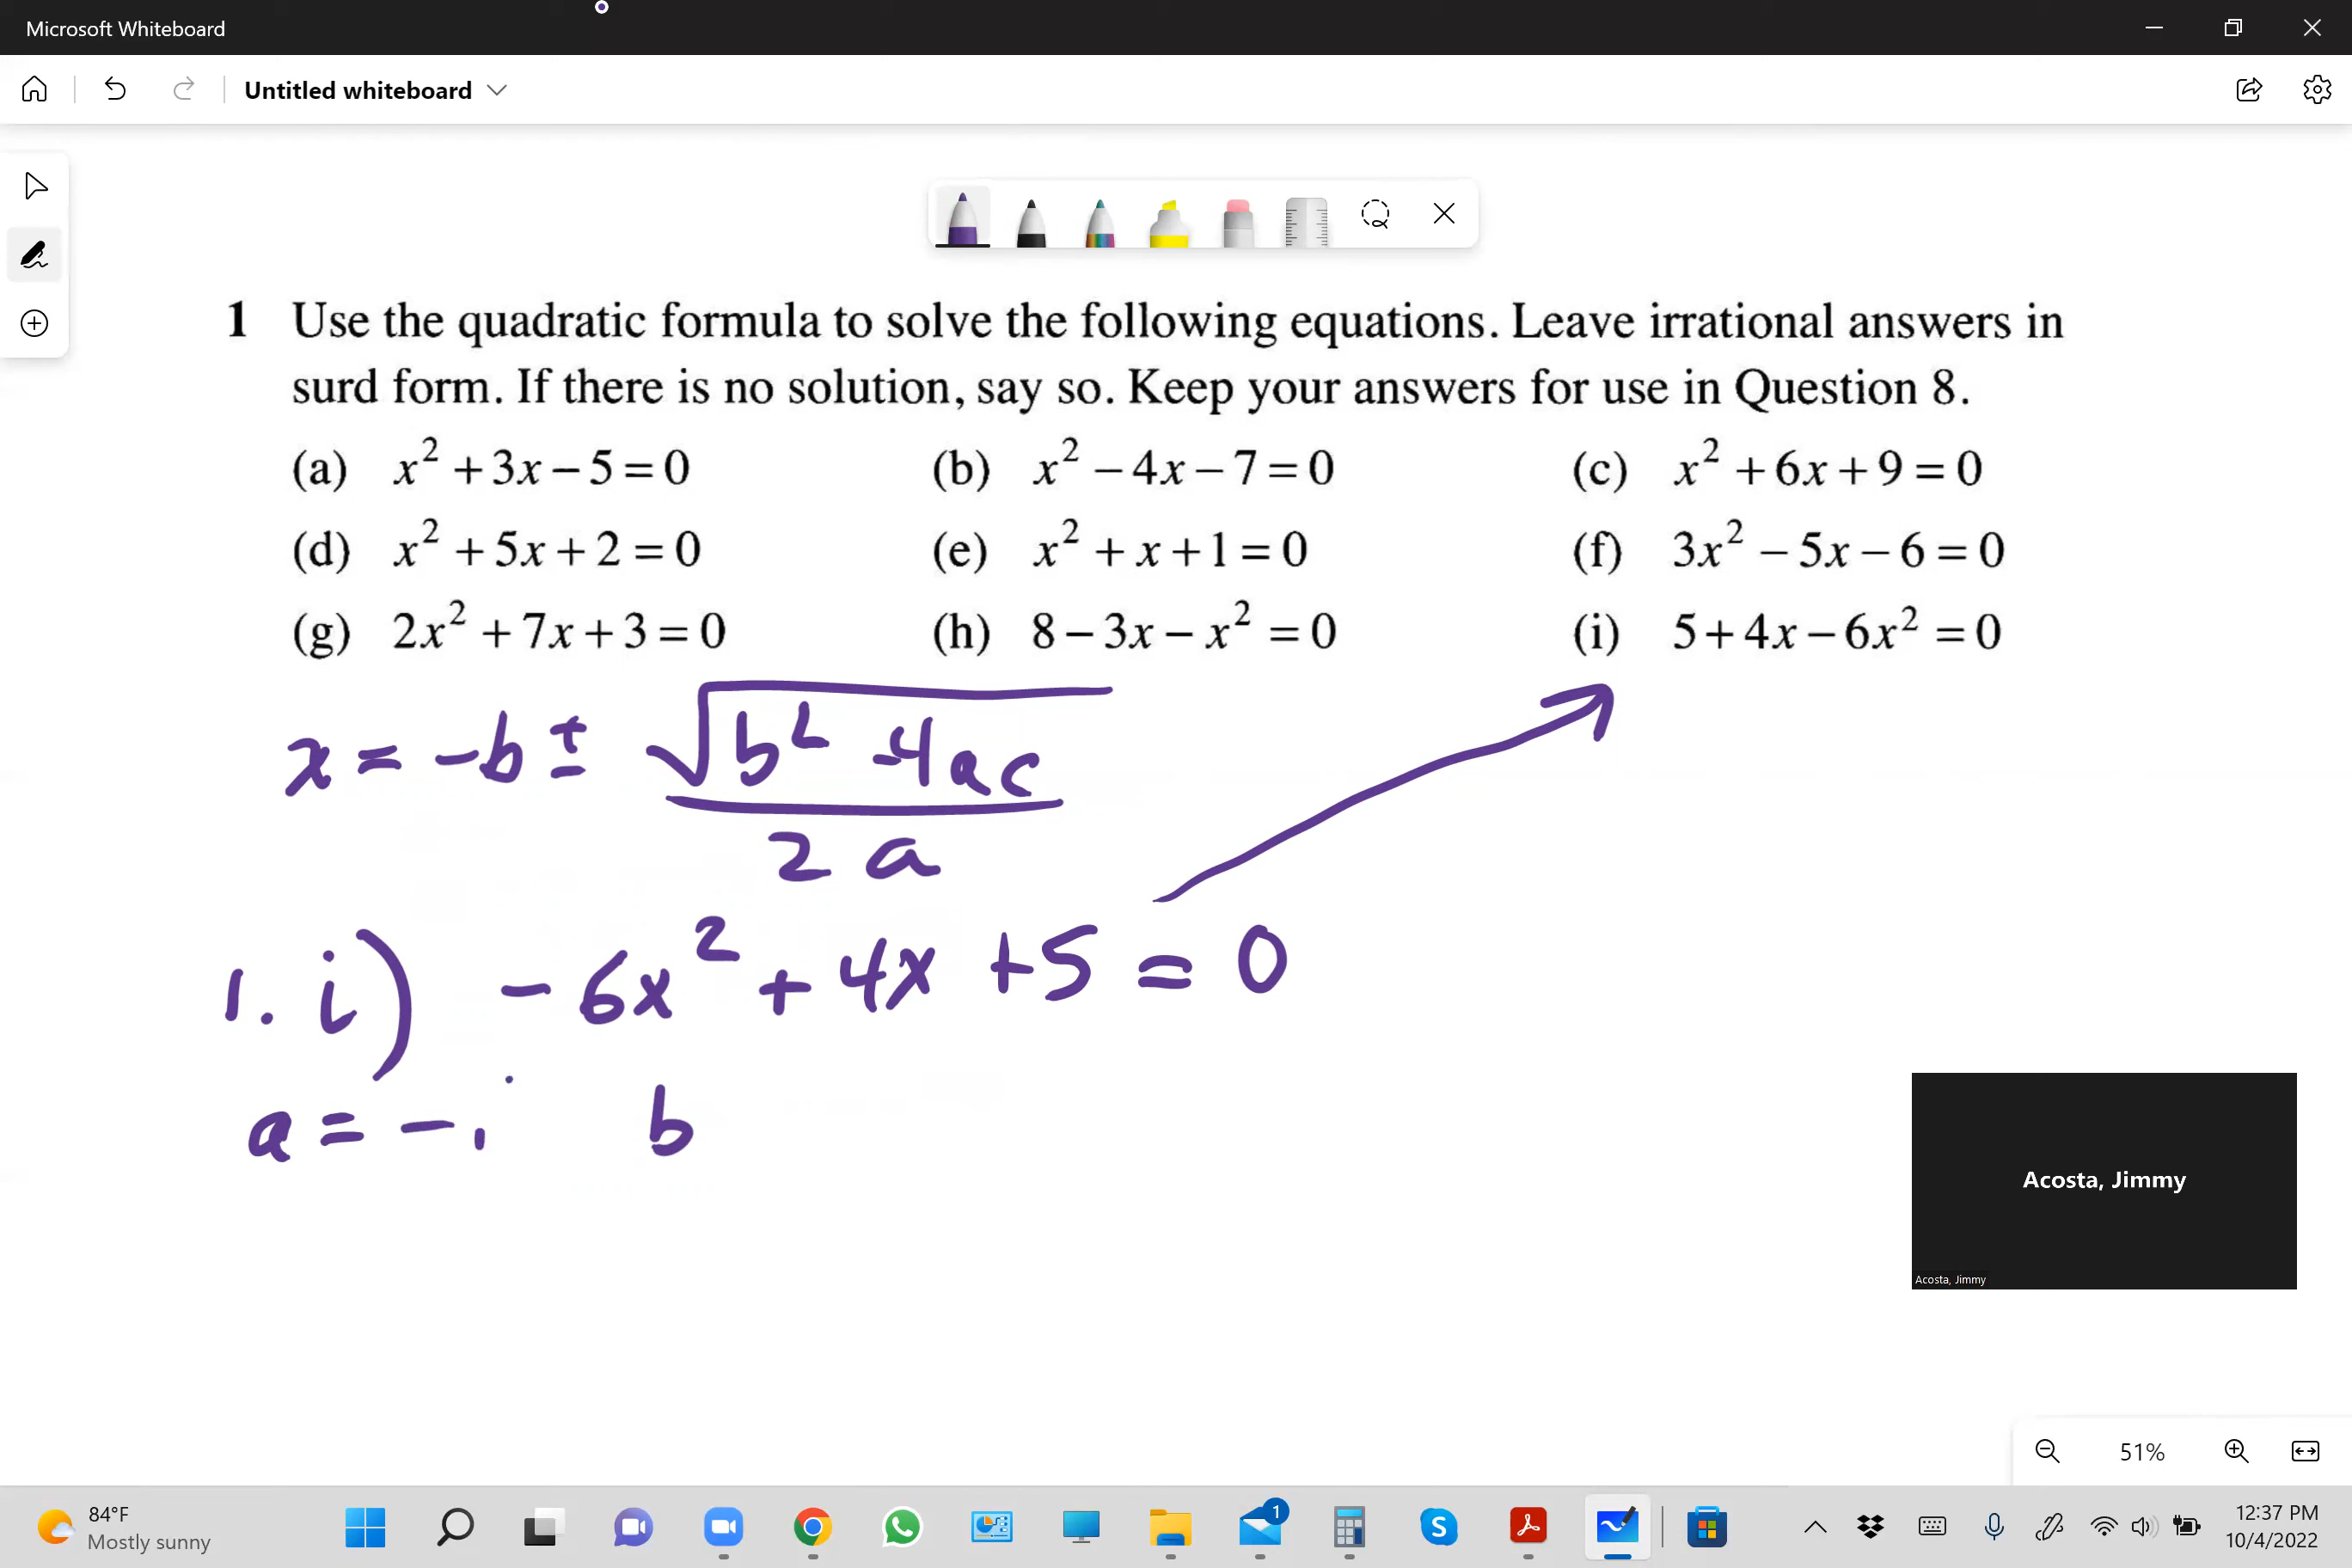 Microsoft Whiteboard
Untitled whiteboard
1 Use the quadratic formula to solve the following equations. Leave irrational answers in
surd form. If there is no solution, say so. Keep your answers for use in Question 8.
(a) x² + 3x − 5 = 0 (b) x² − 4x − 7 = 0 (c) x² + 6x + 9 = 0
(d) x² + 5x + 2 = 0 (e) x² + x + 1 = 0 (f) 3x² − 5x − 6 = 0
(g) 2x² + 7x + 3 = 0 (h) 8 − 3x − x² = 0 (i) 5 + 4x − 6x² = 0
x = -b ± √b² -4ac
2a
1. i) -6x² + 4x +5 = 0
a = - b
Acosta, Jimmy
Acosta, Jimmy
51%
84°F
Mostly sunny
1
S
12:37 PM
10/4/2022